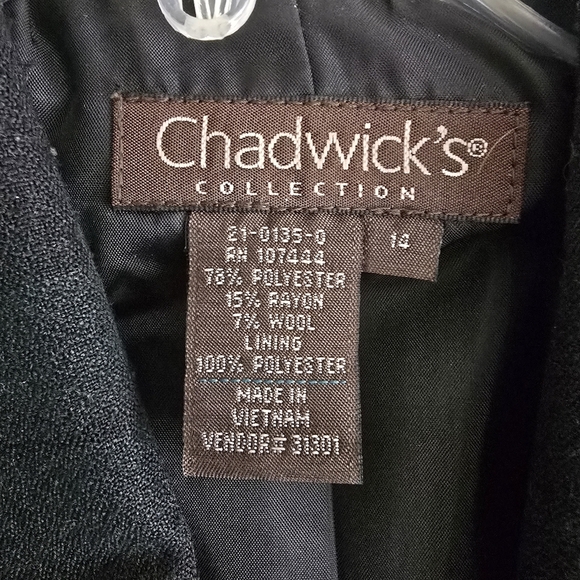 Chadwick's®
COLLECTION
21-0135-0
RN 107444
78% POLYESTER
15% RAYON
7% WOOL
LINING
100% POLYESTER
MADE IN
VIETNAM
VENDOR# 31301
14